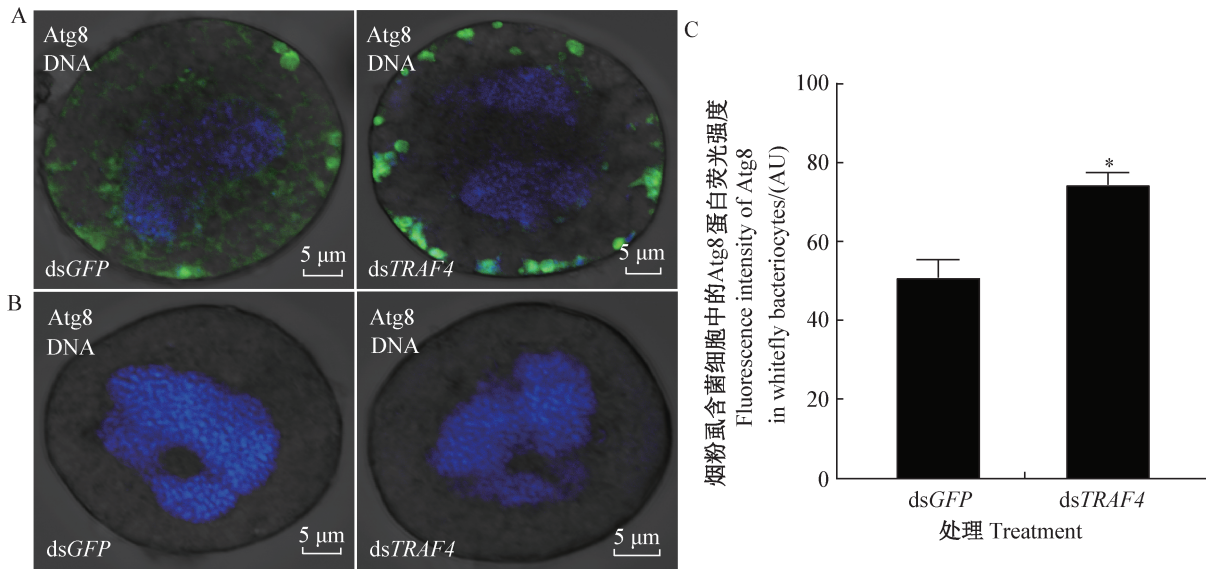 A
Atg8
DNA
dsGFP
5 μm
Atg8
DNA
dsTRAF4
5 μm
B
Atg8
DNA
dsGFP
5 μm
Atg8
DNA
dsTRAF4
5 μm
C
烟粉虱含菌细胞中的Atg8蛋白荧光强度
Fluorescence intensity of Atg8
in whitefly bacteriocytes/(AU)
100
80
60
40
20
0
*
dsGFP
dsTRAF4
处理 Treatment